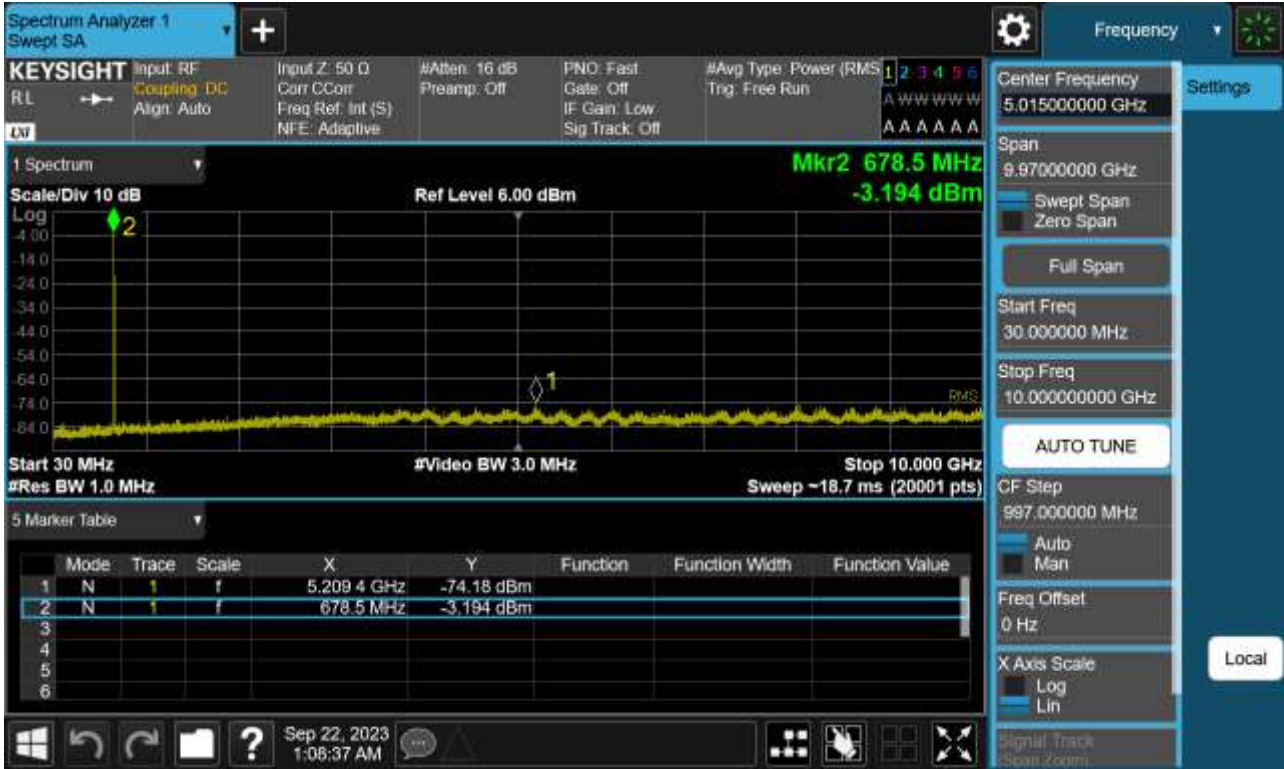 Spectrum Analyzer 1
Swept SA
+
Frequency
KEYSIGHT
RL
LXI
Input: RF
Coupling: DC
Align: Auto
Input Z: 50 Ω
Corr CCorr
Freq Ref: Int (S)
NFE: Adaptive
#Atten: 16 dB
Preamp: Off
PNO: Fast
Gate: Off
IF Gain: Low
Sig Track: Off
#Avg Type: Power (RMS
Trig: Free Run
1 2 3 4 5 6
A W W W W W
A A A A A A
1 Spectrum
Scale/Div 10 dB
Ref Level 6.00 dBm
Mkr2 678.5 MHz
-3.194 dBm
Log
-4.00
-14.0
-24.0
-34.0
-44.0
-54.0
-64.0
-74.0
-84.0
2
1
RMS
Start 30 MHz
#Video BW 3.0 MHz
Stop 10.000 GHz
#Res BW 1.0 MHz
Sweep ~18.7 ms (20001 pts)
5 Marker Table
Mode Trace Scale X Y Function Function Width Function Value
1 N 1 f 5.209 4 GHz -74.18 dBm
2 N 1 f 678.5 MHz -3.194 dBm
3
4
5
6
?
Sep 22, 2023
1:08:37 AM
Center Frequency
5.015000000 GHz
Span
9.97000000 GHz
Swept Span
Zero Span
Full Span
Start Freq
30.000000 MHz
Stop Freq
10.000000000 GHz
AUTO TUNE
CF Step
997.000000 MHz
Auto
Man
Freq Offset
0 Hz
X Axis Scale
Log
Lin
Signal Track
(Span Zoom)
Settings
Local